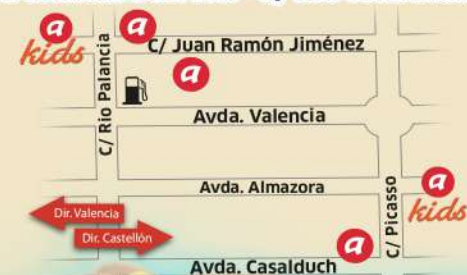 a
kids
a
C/ Juan Ramón Jiménez
a
C/ Rio Palancia
Avda. Valencia
Avda. Almazora
C/ Picasso
a
kids
Dir. Valencia
Dir. Castellón
a
Avda. Casalduch